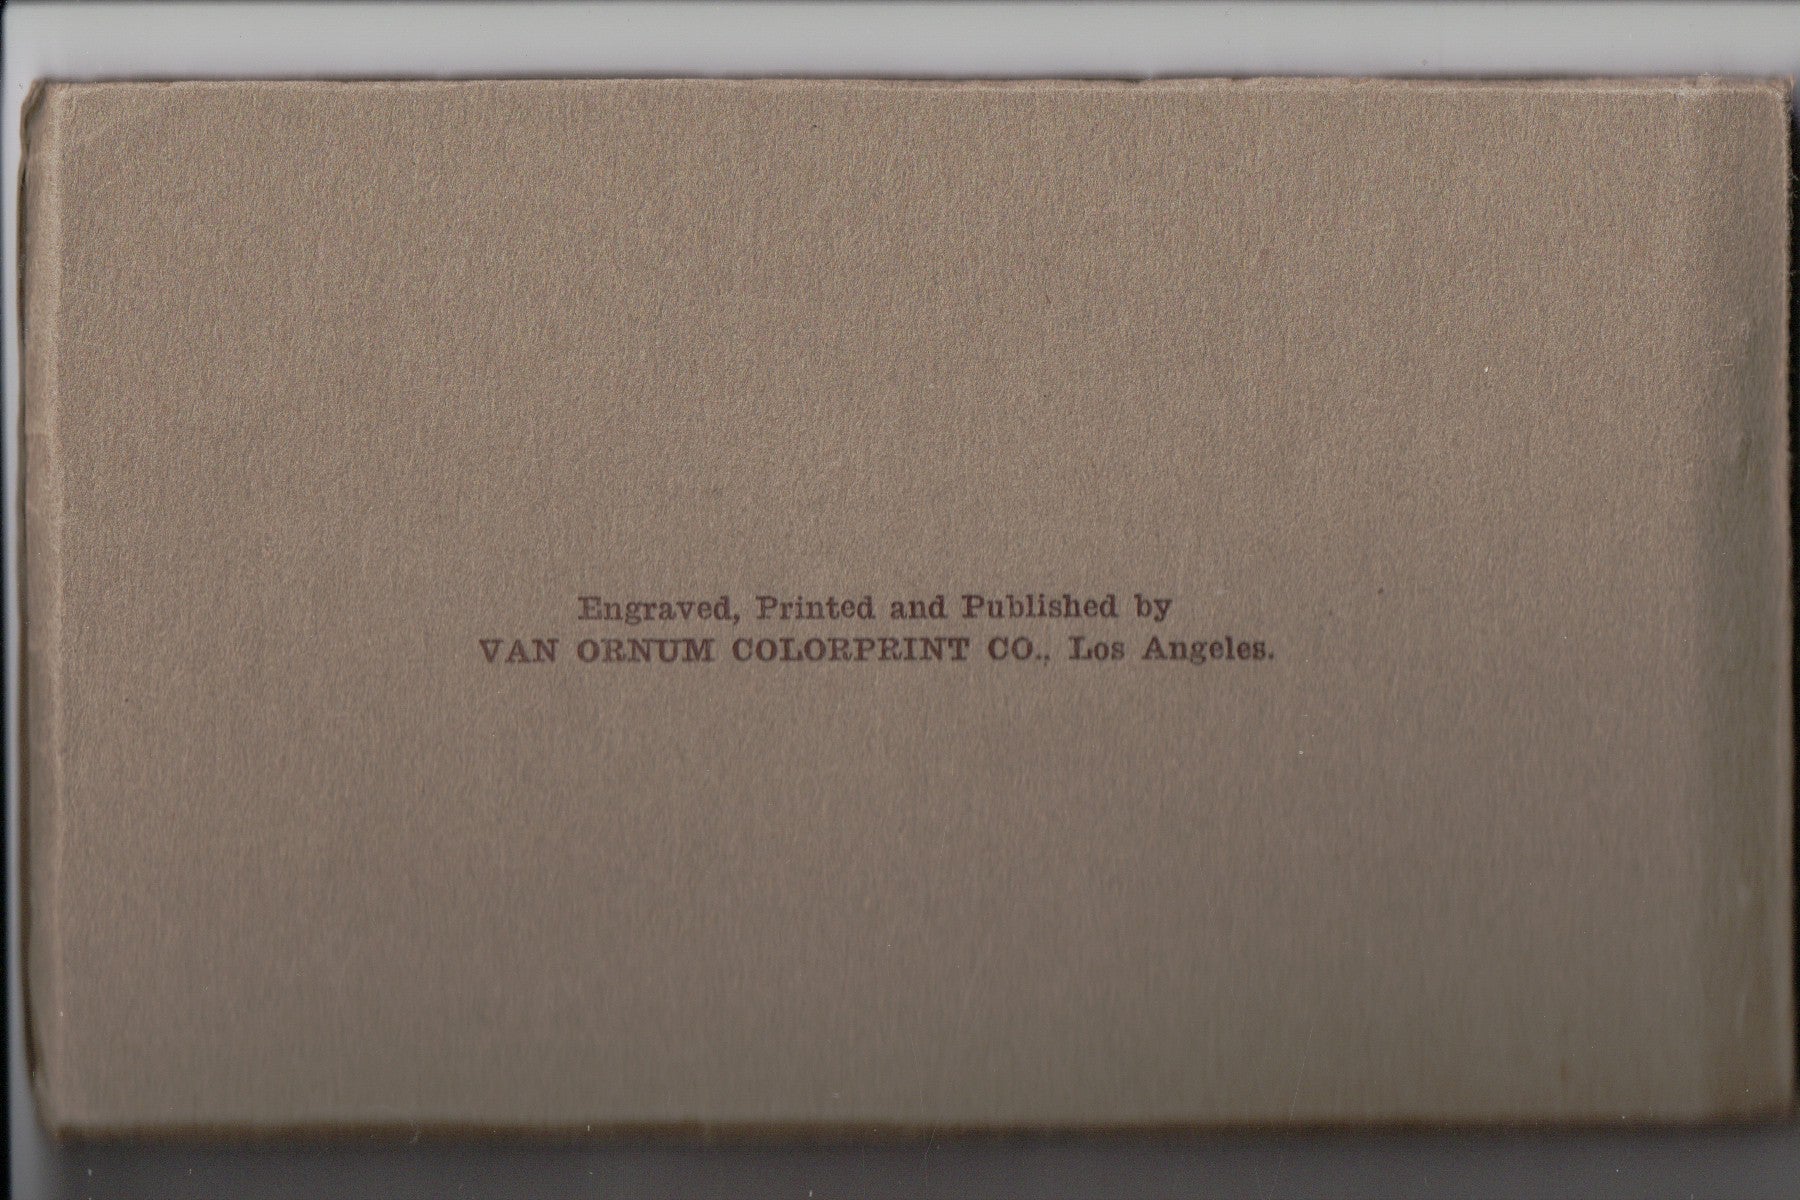 Engraved, Printed and Published by
VAN ORNUM COLORPRINT CO., Los Angeles.